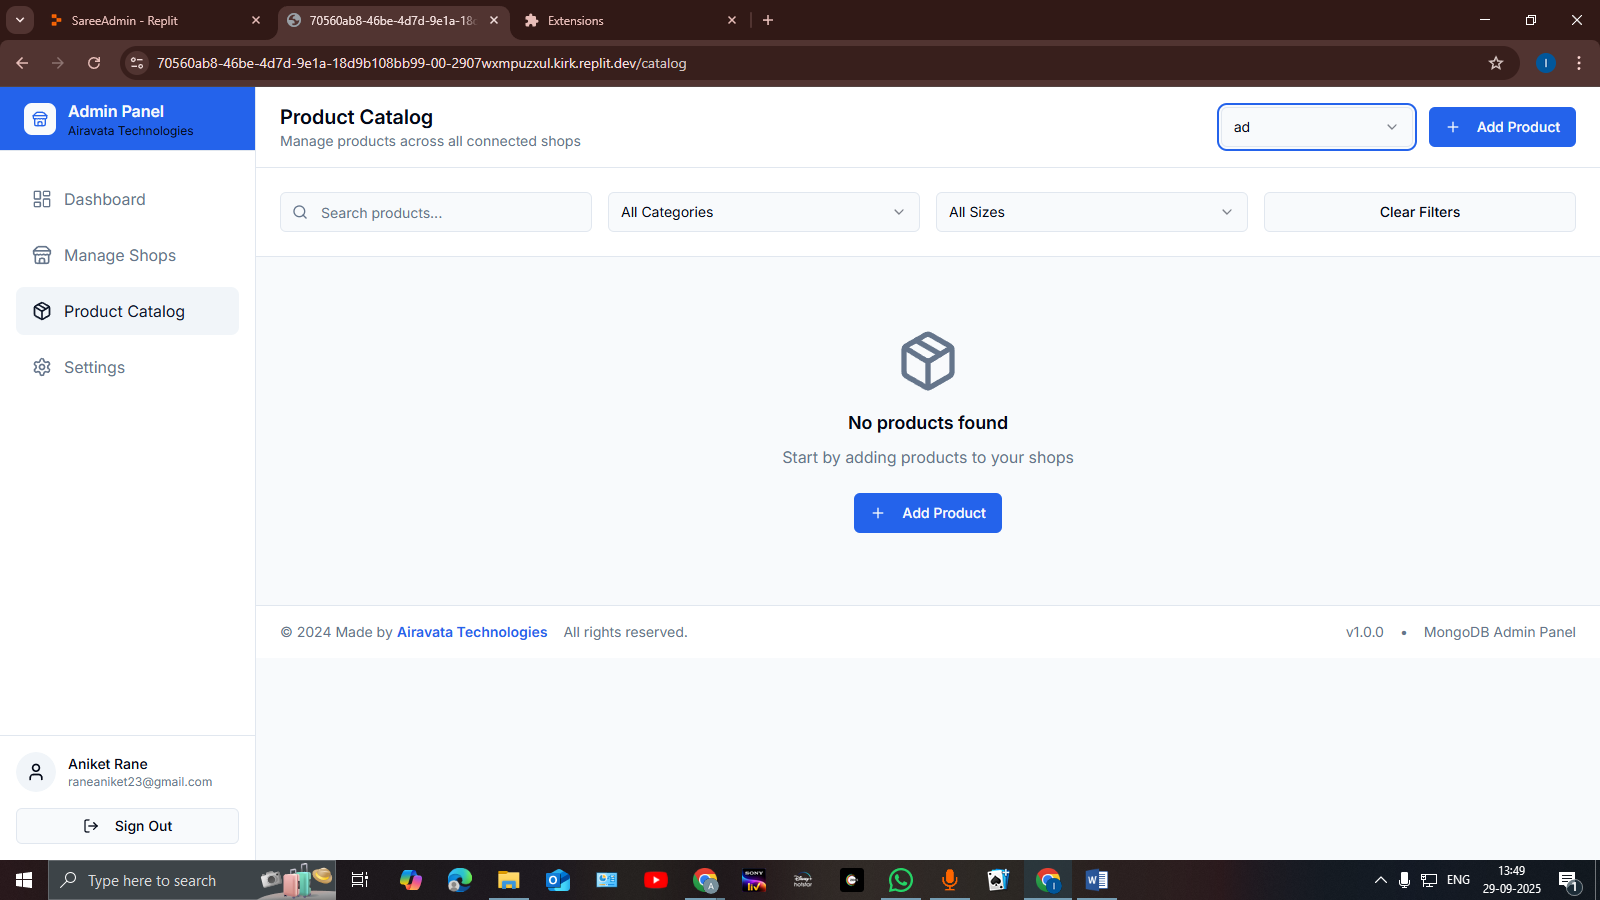 SareeAdmin - Replit
70560ab8-46be-4d7d-9e1a-18d
Extensions
70560ab8-46be-4d7d-9e1a-18d9b108bb99-00-2907wxmpuzxul.kirk.replit.dev/catalog
I
Admin Panel
Airavata Technologies
Product Catalog
Manage products across all connected shops
ad
Add Product
Dashboard
Manage Shops
Product Catalog
Settings
Search products...
All Categories
All Sizes
Clear Filters
No products found
Start by adding products to your shops
Add Product
© 2024 Made by Airavata Technologies All rights reserved.
v1.0.0 • MongoDB Admin Panel
Aniket Rane
raneaniket23@gmail.com
Sign Out
Type here to search
SONY
liv
ENG
13:49
29-09-2025
1